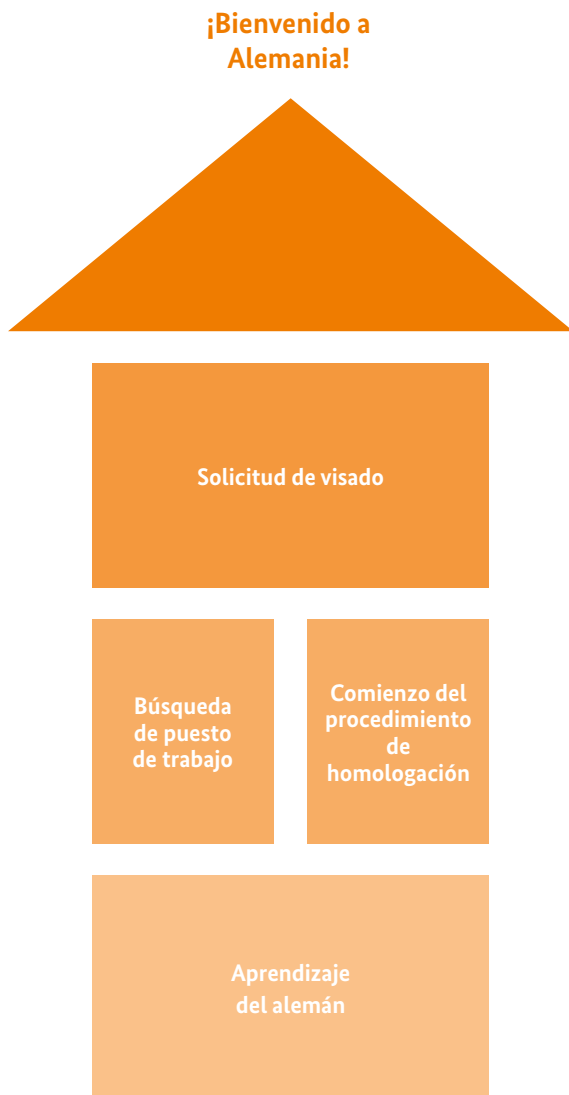 ¡Bienvenido a
Alemania!
Solicitud de visado
Búsqueda
de puesto
de trabajo
Comienzo del
procedimiento
de
homologación
Aprendizaje
del alemán